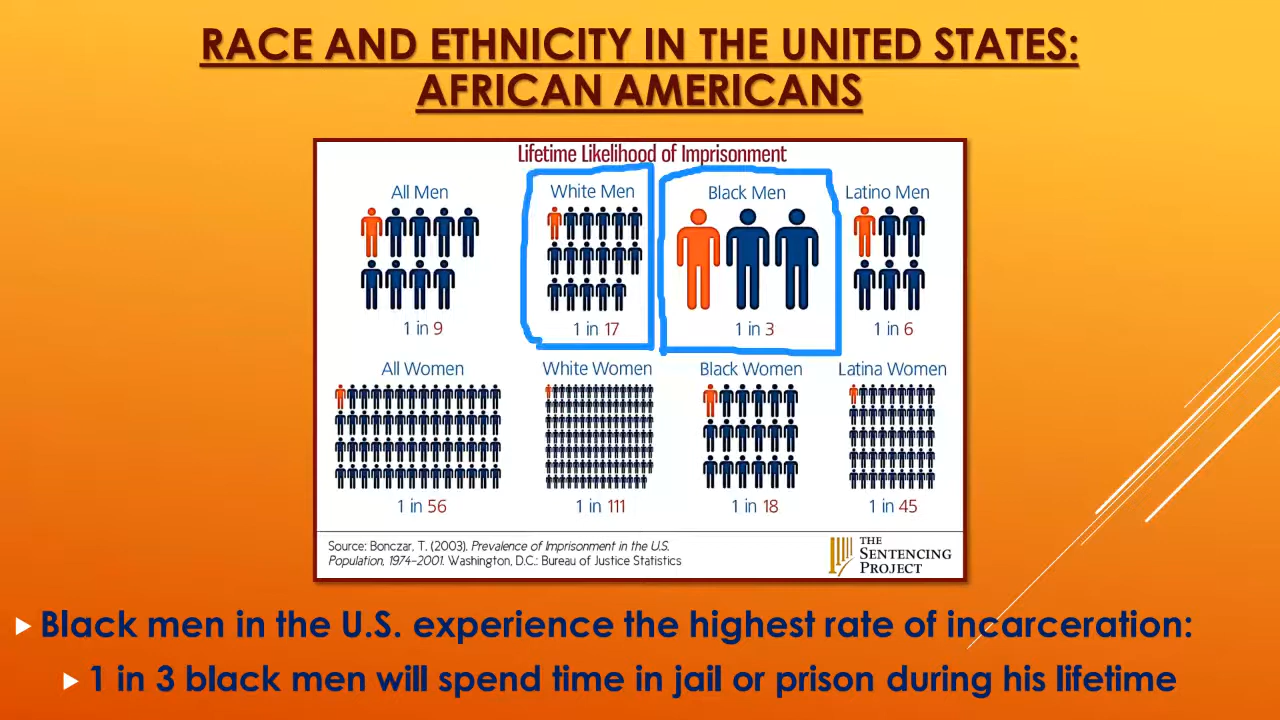 RACE AND ETHNICITY IN THE UNITED STATES:
AFRICAN AMERICANS
Lifetime Likelihood of Imprisonment
All Men
White Men
Black Men
Latino Men
1 in 9
1 in 17
1 in 3
1 in 6
All Women
White Women
Black Women
Latina Women
1 in 56
1 in 111
1 in 18
1 in 45
Source: Bonczar, T. (2003). Prevalence of Imprisonment in the U.S.
Population, 1974–2001. Washington, D.C.: Bureau of Justice Statistics
THE
SENTENCING
PROJECT
Black men in the U.S. experience the highest rate of incarceration:
1 in 3 black men will spend time in jail or prison during his lifetime